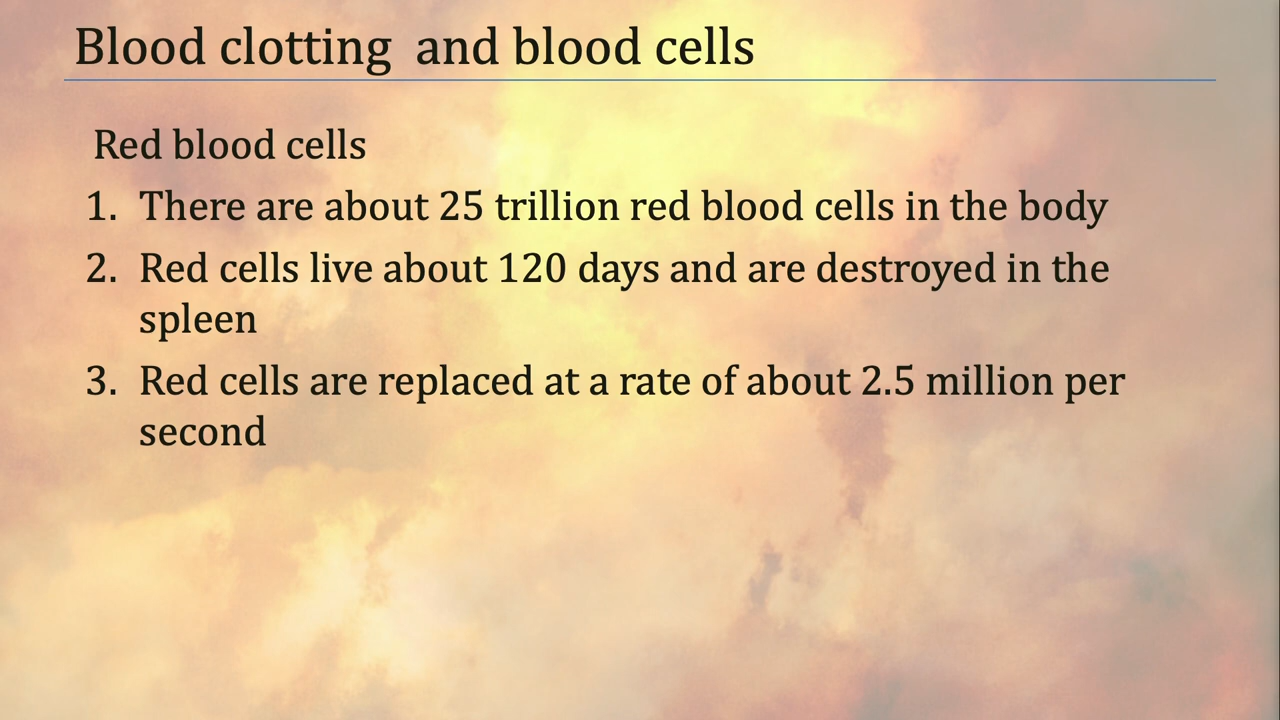 Blood clotting  and blood cells
Red blood cells
1. There are about 25 trillion red blood cells in the body
2. Red cells live about 120 days and are destroyed in the
spleen
3. Red cells are replaced at a rate of about 2.5 million per
second